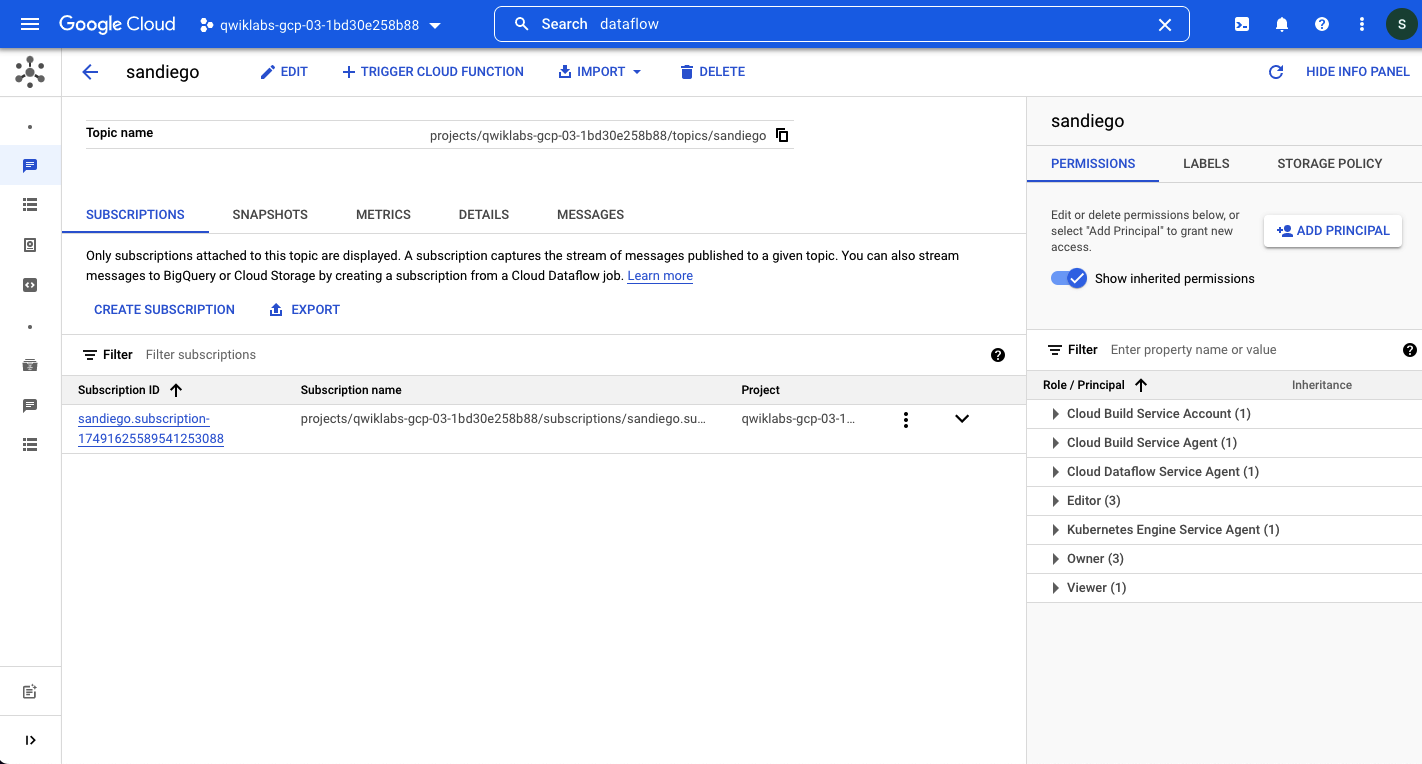 Google Cloud
qwiklabs-gcp-03-1bd30e258b88
Search dataflow
S
sandiego
EDIT
TRIGGER CLOUD FUNCTION
IMPORT
DELETE
HIDE INFO PANEL
Topic name
projects/qwiklabs-gcp-03-1bd30e258b88/topics/sandiego
SUBSCRIPTIONS
SNAPSHOTS
METRICS
DETAILS
MESSAGES
Only subscriptions attached to this topic are displayed. A subscription captures the stream of messages published to a given topic. You can also stream
messages to BigQuery or Cloud Storage by creating a subscription from a Cloud Dataflow job. Learn more
CREATE SUBSCRIPTION
EXPORT
Filter Filter subscriptions
Subscription ID
Subscription name
Project
sandiego.subscription-
17491625589541253088
projects/qwiklabs-gcp-03-1bd30e258b88/subscriptions/sandiego.su...
qwiklabs-gcp-03-1...
sandiego
PERMISSIONS
LABELS
STORAGE POLICY
Edit or delete permissions below, or
select "Add Principal" to grant new
access.
ADD PRINCIPAL
Show inherited permissions
Filter Enter property name or value
Role / Principal
Inheritance
Cloud Build Service Account (1)
Cloud Build Service Agent (1)
Cloud Dataflow Service Agent (1)
Editor (3)
Kubernetes Engine Service Agent (1)
Owner (3)
Viewer (1)